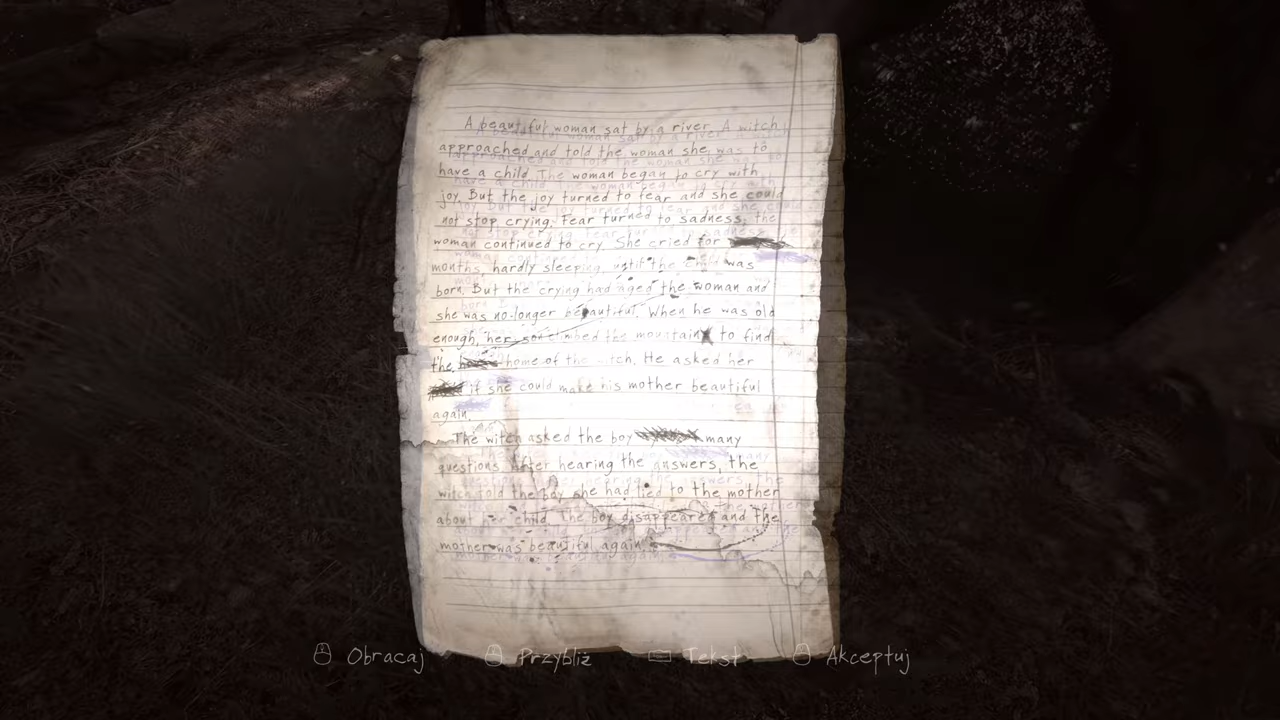 A beautiful woman sat by a river. A witch
approached and told the woman she was to
have a child. The woman began to cry with
joy. But the joy turned to fear and she could
not stop crying. Fear turned to sadness, the
woman continued to cry. She cried for
months, hardly sleeping until the child was
born. But the crying had aged the woman and
she was no-longer beautiful. When he was old
enough, her son climbed the mountain to find
the home of the witch. He asked her
if she could make his mother beautiful
again
The witch asked the boy many
questions. After hearing the answers, the
witch told the boy she had lied to the mother
about her child. The boy disappeared and the
mother was beautiful again.
Obracaj Przybliż Tekst Akceptuj